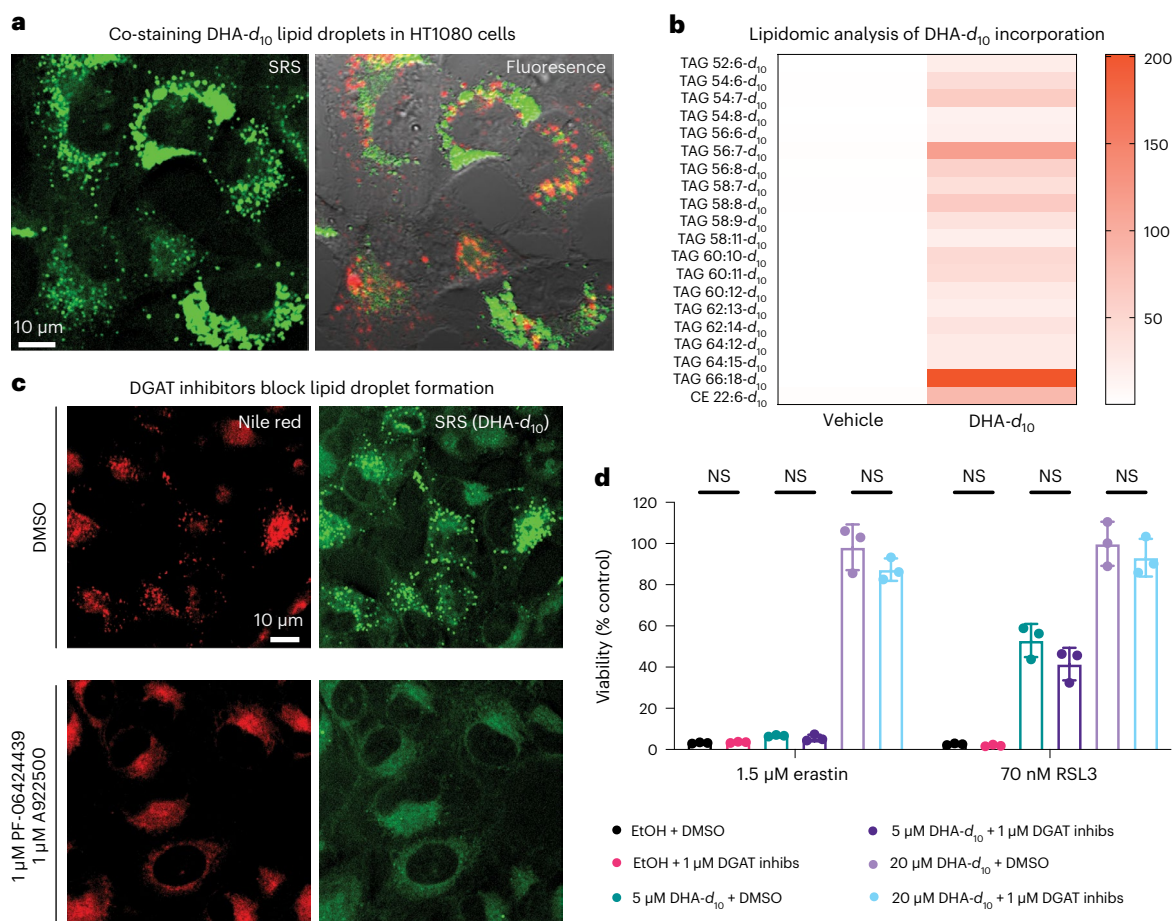 a
Co-staining DHA-d10 lipid droplets in HT1080 cells
SRS
Fluoresence
10 µm
b
Lipidomic analysis of DHA-d10 incorporation
TAG 52:6-d10
TAG 54:6-d10
TAG 54:7-d10
TAG 54:8-d10
TAG 56:6-d10
TAG 56:7-d10
TAG 56:8-d10
TAG 58:7-d10
TAG 58:8-d10
TAG 58:9-d10
TAG 58:11-d10
TAG 60:10-d10
TAG 60:11-d10
TAG 60:12-d10
TAG 62:13-d10
TAG 62:14-d10
TAG 64:12-d10
TAG 64:15-d10
TAG 66:18-d10
CE 22:6-d10
Vehicle
DHA-d10
200
150
100
50
c
DGAT inhibitors block lipid droplet formation
Nile red
SRS (DHA-d10)
DMSO
10 µm
1 µM PF-06424439
1 µM A922500
d
NS NS NS NS NS NS
Viability (% control)
120
100
80
60
40
20
0
1.5 µM erastin
70 nM RSL3
EtOH + DMSO
EtOH + 1 µM DGAT inhibs
5 µM DHA-d10 + DMSO
5 µM DHA-d10 + 1 µM DGAT inhibs
20 µM DHA-d10 + DMSO
20 µM DHA-d10 + 1 µM DGAT inhibs